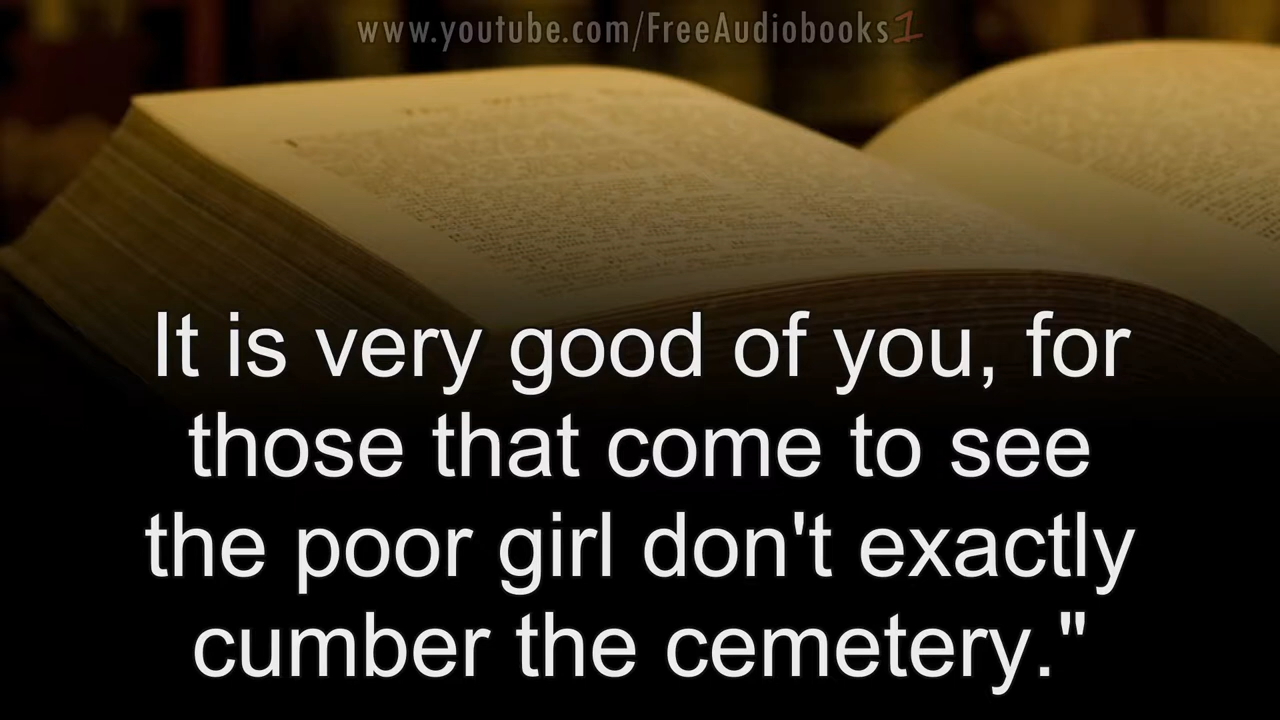 www.youtube.com/FreeAudiobooks1
It is very good of you, for
those that come to see
the poor girl don't exactly
cumber the cemetery."